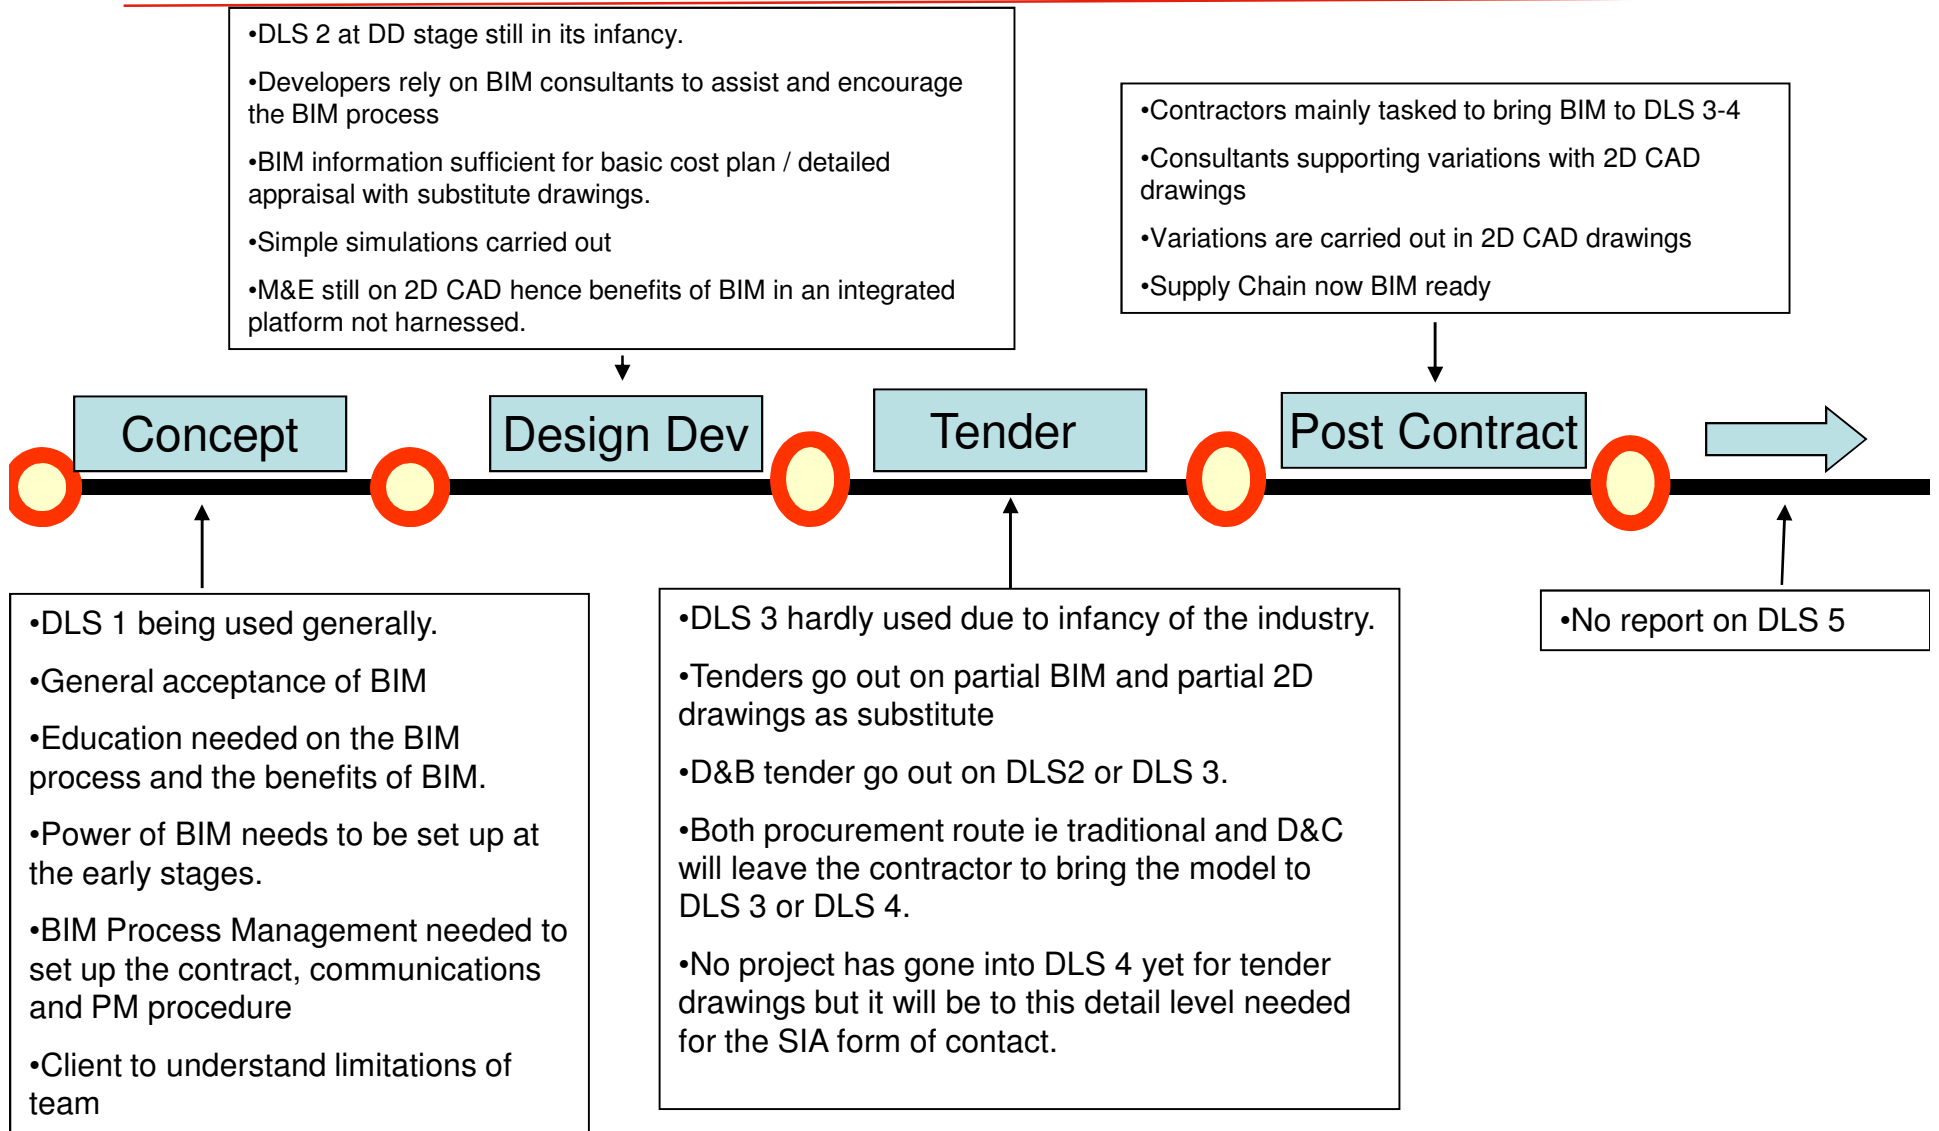 •DLS 2 at DD stage still in its infancy.
•Developers rely on BIM consultants to assist and encourage
the BIM process
•BIM information sufficient for basic cost plan / detailed
appraisal with substitute drawings.
•Simple simulations carried out
•M&E still on 2D CAD hence benefits of BIM in an integrated
platform not harnessed.
•Contractors mainly tasked to bring BIM to DLS 3-4
•Consultants supporting variations with 2D CAD
drawings
•Variations are carried out in 2D CAD drawings
•Supply Chain now BIM ready
Concept
Design Dev
Tender
Post Contract
•DLS 1 being used generally.
•General acceptance of BIM
•Education needed on the BIM
process and the benefits of BIM.
•Power of BIM needs to be set up at
the early stages.
•BIM Process Management needed to
set up the contract, communications
and PM procedure
•Client to understand limitations of
team
•DLS 3 hardly used due to infancy of the industry.
•Tenders go out on partial BIM and partial 2D
drawings as substitute
•D&B tender go out on DLS2 or DLS 3.
•Both procurement route ie traditional and D&C
will leave the contractor to bring the model to
DLS 3 or DLS 4.
•No project has gone into DLS 4 yet for tender
drawings but it will be to this detail level needed
for the SIA form of contact.
•No report on DLS 5